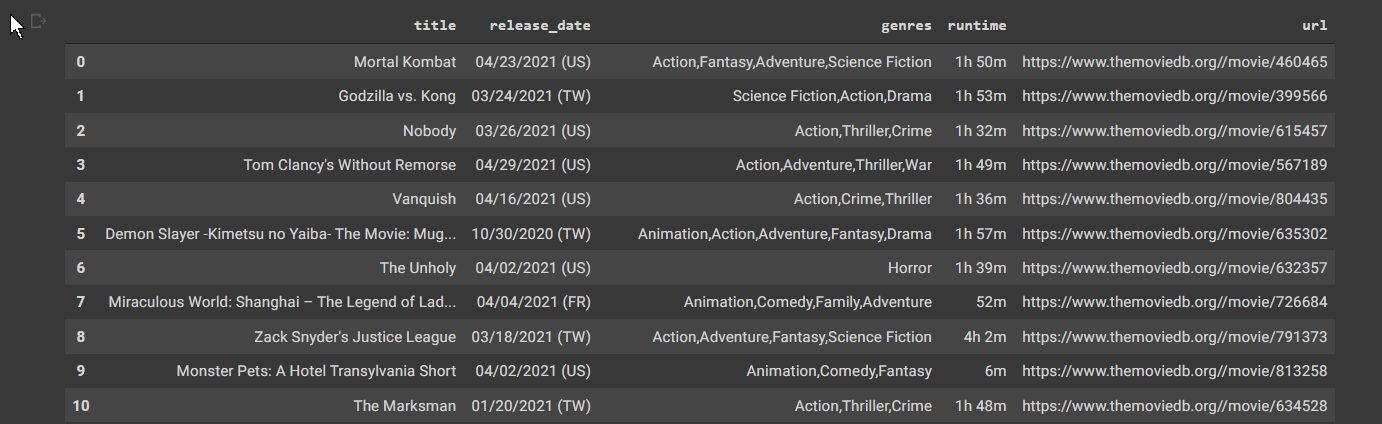 title release_date genres runtime url
0 Mortal Kombat 04/23/2021 (US) Action,Fantasy,Adventure,Science Fiction 1h 50m https://www.themoviedb.org//movie/460465
1 Godzilla vs. Kong 03/24/2021 (TW) Science Fiction,Action,Drama 1h 53m https://www.themoviedb.org//movie/399566
2 Nobody 03/26/2021 (US) Action,Thriller,Crime 1h 32m https://www.themoviedb.org//movie/615457
3 Tom Clancy's Without Remorse 04/29/2021 (US) Action,Adventure,Thriller,War 1h 49m https://www.themoviedb.org//movie/567189
4 Vanquish 04/16/2021 (US) Action,Crime,Thriller 1h 36m https://www.themoviedb.org//movie/804435
5 Demon Slayer -Kimetsu no Yaiba- The Movie: Mug... 10/30/2020 (TW) Animation,Action,Adventure,Fantasy,Drama 1h 57m https://www.themoviedb.org//movie/635302
6 The Unholy 04/02/2021 (US) Horror 1h 39m https://www.themoviedb.org//movie/632357
7 Miraculous World: Shanghai – The Legend of Lad... 04/04/2021 (FR) Animation,Comedy,Family,Adventure 52m https://www.themoviedb.org//movie/726684
8 Zack Snyder's Justice League 03/18/2021 (TW) Action,Adventure,Fantasy,Science Fiction 4h 2m https://www.themoviedb.org//movie/791373
9 Monster Pets: A Hotel Transylvania Short 04/02/2021 (US) Animation,Comedy,Fantasy 6m https://www.themoviedb.org//movie/813258
10 The Marksman 01/20/2021 (TW) Action,Thriller,Crime 1h 48m https://www.themoviedb.org//movie/634528